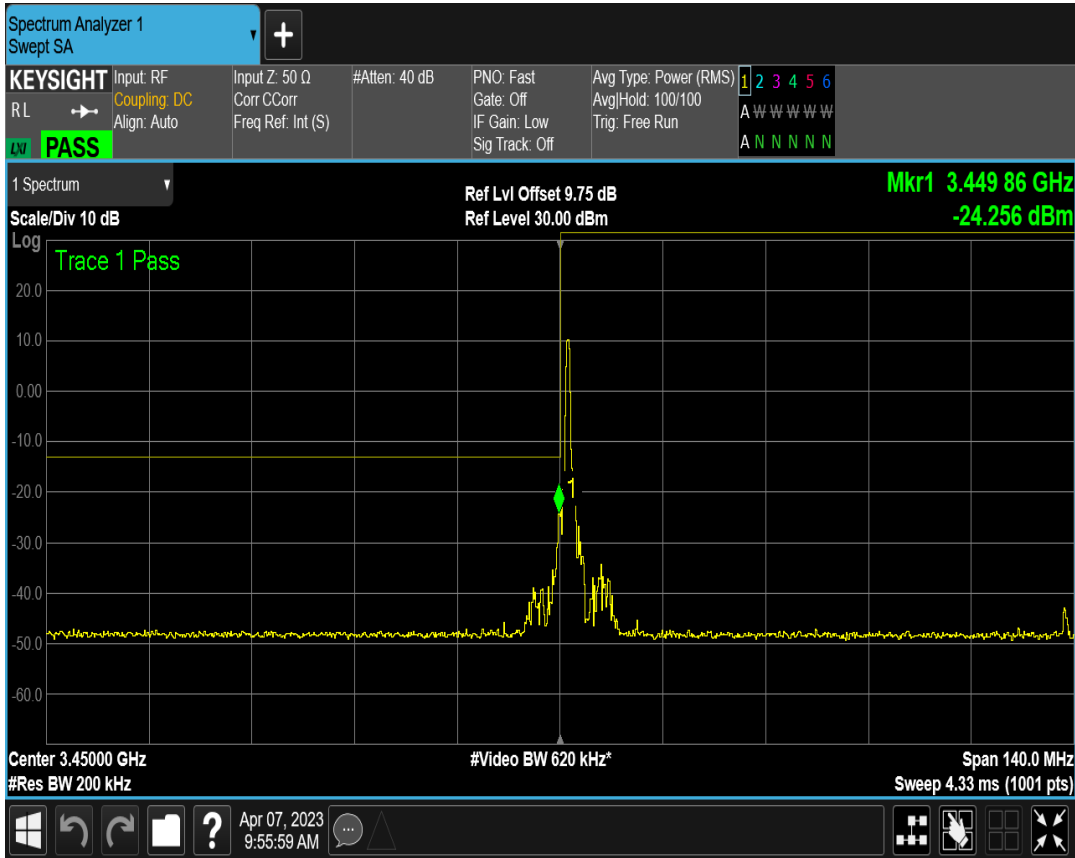 Spectrum Analyzer 1
Swept SA
+
KEYSIGHT
RL
LXI PASS
Input: RF
Coupling: DC
Align: Auto
Input Z: 50 Ω
Corr CCorr
Freq Ref: Int (S)
#Atten: 40 dB
PNO: Fast
Gate: Off
IF Gain: Low
Sig Track: Off
Avg Type: Power (RMS)
Avg|Hold: 100/100
Trig: Free Run
1 2 3 4 5 6
A W W W W W
A N N N N N
1 Spectrum
Scale/Div 10 dB
Ref Lvl Offset 9.75 dB
Ref Level 30.00 dBm
Mkr1 3.449 86 GHz
-24.256 dBm
Log
Trace 1 Pass
20.0
10.0
0.00
-10.0
-20.0
-30.0
-40.0
-50.0
-60.0
Center 3.45000 GHz
#Res BW 200 kHz
#Video BW 620 kHz*
Span 140.0 MHz
Sweep 4.33 ms (1001 pts)
?
Apr 07, 2023
9:55:59 AM